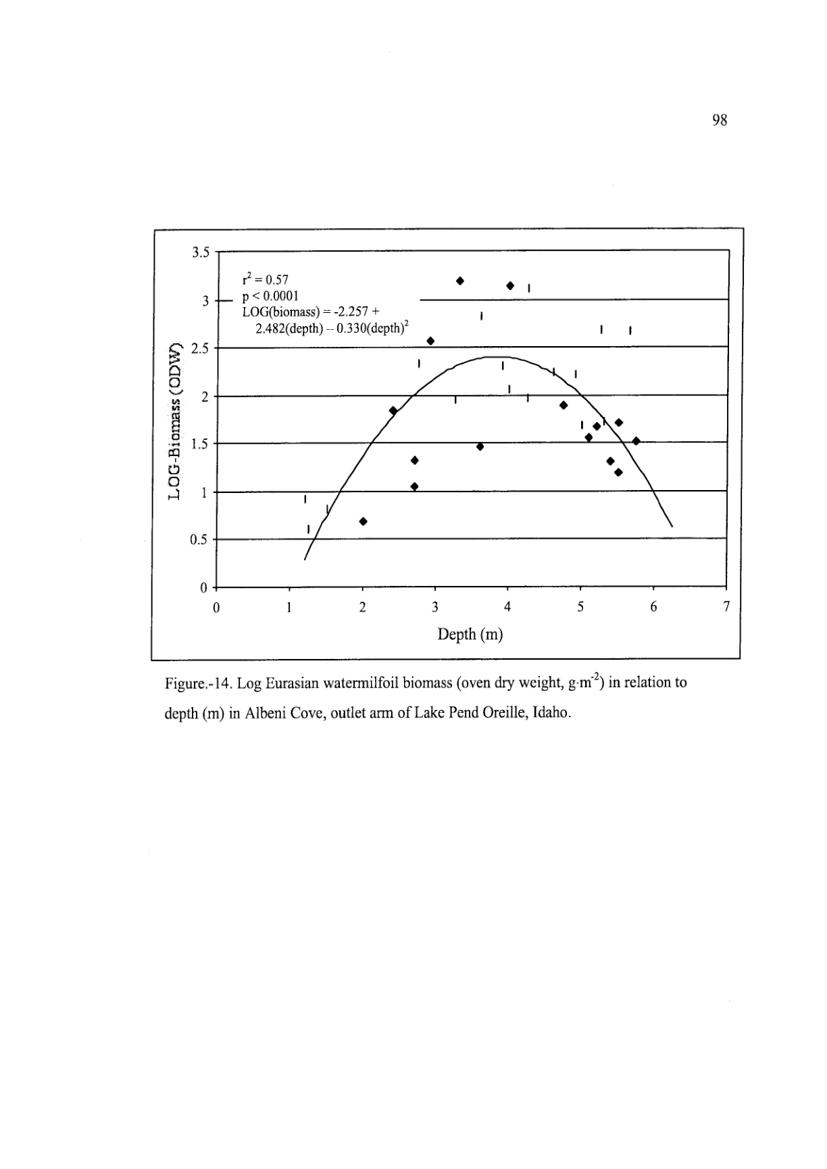 98
3.5
r² = 0.57
p < 0.0001
3
LOG(biomass) = -2.257 +
2.482(depth) – 0.330(depth)²
2.5
2
1.5
1
0.5
0
LOG-Biomass (ODW)
0 1 2 3 4 5 6 7
Depth (m)
Figure.-14. Log Eurasian watermilfoil biomass (oven dry weight, g·m⁻²) in relation to
depth (m) in Albeni Cove, outlet arm of Lake Pend Oreille, Idaho.